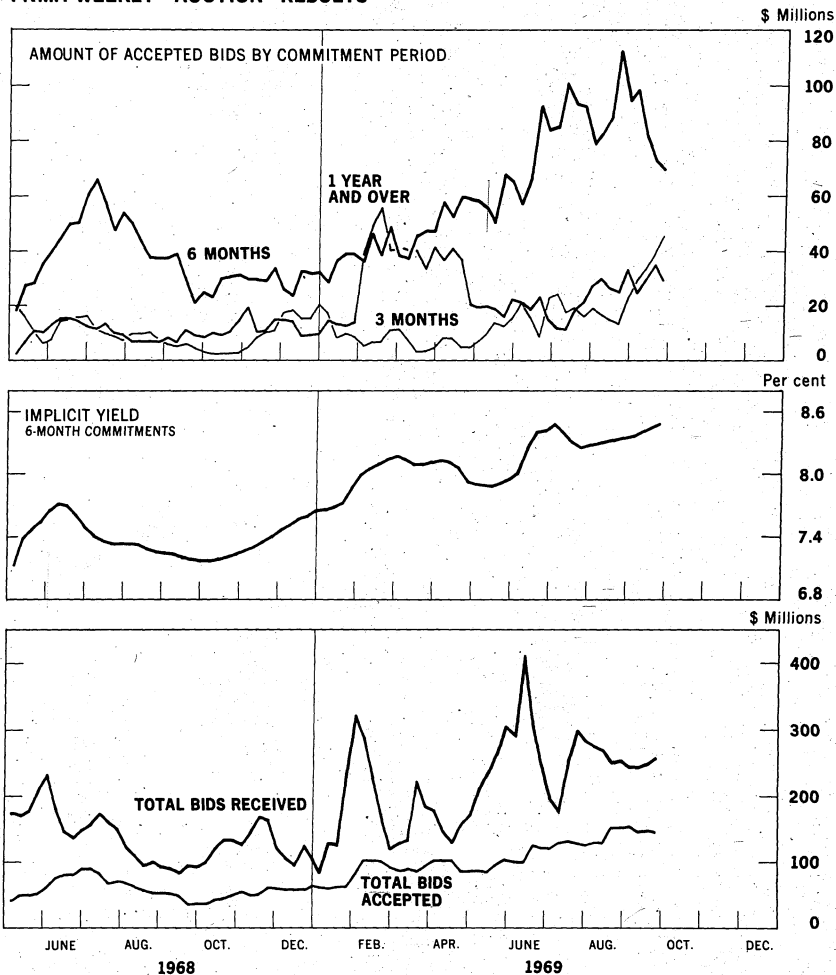 FNMA WEEKLY AUCTION RESULTS
$ Millions
AMOUNT OF ACCEPTED BIDS BY COMMITMENT PERIOD
120
100
80
60
40
20
0
1 YEAR
AND OVER
6 MONTHS
3 MONTHS
Per cent
IMPLICIT YIELD
6-MONTH COMMITMENTS
8.6
8.0
7.4
6.8
$ Millions
400
300
200
100
0
TOTAL BIDS RECEIVED
TOTAL BIDS
ACCEPTED
JUNE AUG. OCT. DEC. FEB. APR. JUNE AUG. OCT. DEC.
1968 1969